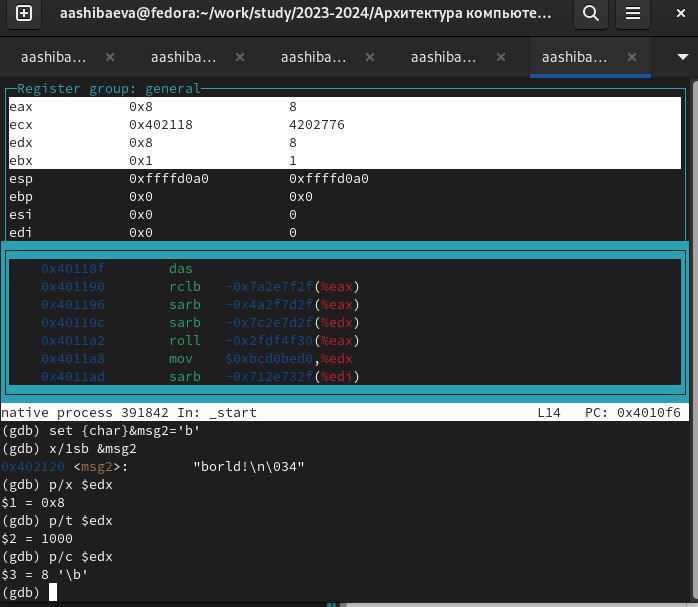 aashibaeva@fedora:~/work/study/2023-2024/Архитектура компьюте...
aashiba... × aashiba... × aashiba... × aashiba... × aashiba... ×
Register group: general
eax 0x8 8
ecx 0x402118 4202776
edx 0x8 8
ebx 0x1 1
esp 0xffffd0a0 0xffffd0a0
ebp 0x0 0x0
esi 0x0 0
edi 0x0 0
0x40118f das
0x401190 rclb -0x7a2e7f2f(%eax)
0x401196 sarb -0x4a2f7d2f(%eax)
0x40119c sarb -0x7c2e7d2f(%edx)
0x4011a2 roll -0x2fdf4f30(%eax)
0x4011a8 mov $0xbcd0bed0,%edx
0x4011ad sarb -0x712e732f(%edi)
native process 391842 In: _start L14 PC: 0x4010f6
(gdb) set {char}&msg2='b'
(gdb) x/1sb &msg2
0x402120 <msg2>: "borld!\n\034"
(gdb) p/x $edx
$1 = 0x8
(gdb) p/t $edx
$2 = 1000
(gdb) p/c $edx
$3 = 8 '\b'
(gdb)